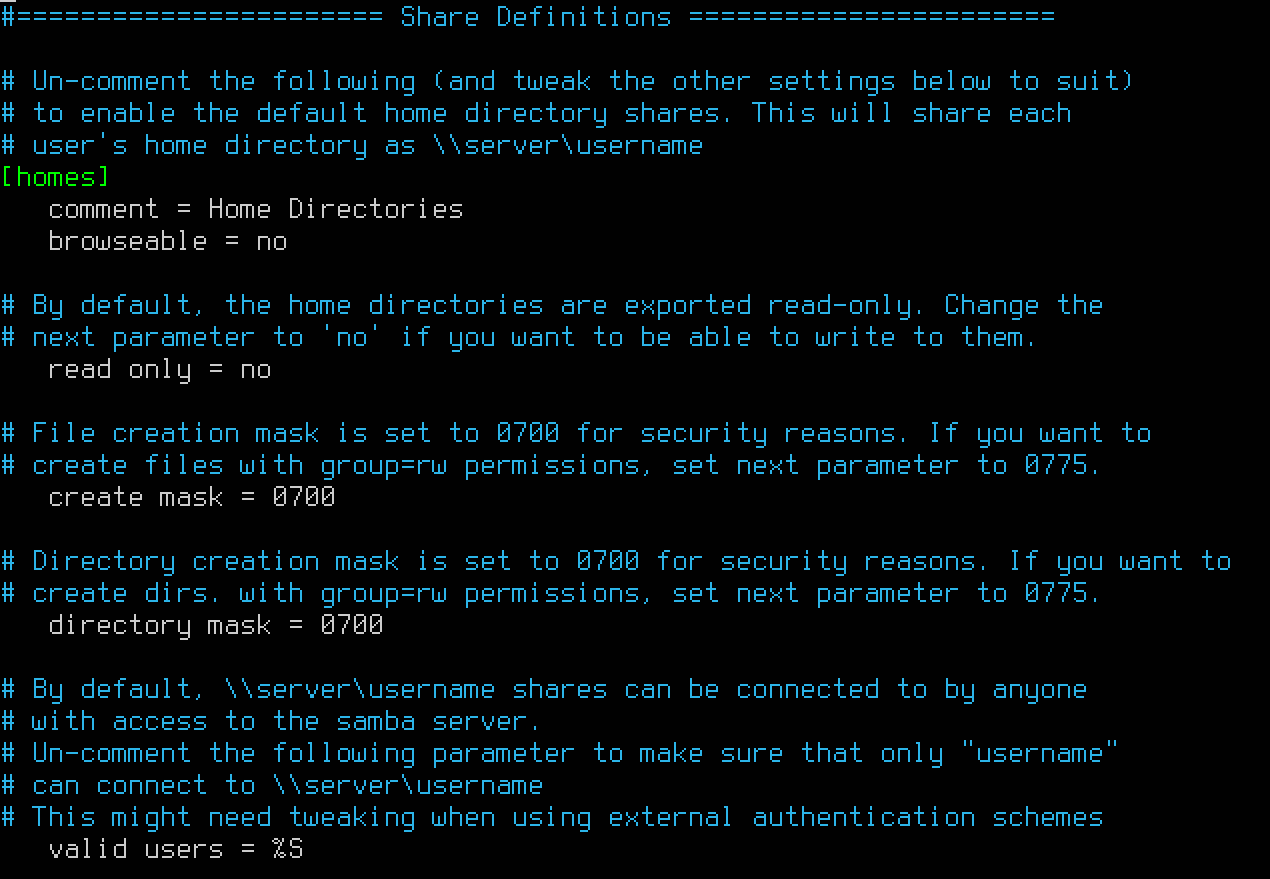 #======================= Share Definitions =======================
# Un-comment the following (and tweak the other settings below to suit)
# to enable the default home directory shares. This will share each
# user's home directory as \\server\username
[homes]
   comment = Home Directories
   browseable = no
# By default, the home directories are exported read-only. Change the
# next parameter to 'no' if you want to be able to write to them.
   read only = no
# File creation mask is set to 0700 for security reasons. If you want to
# create files with group=rw permissions, set next parameter to 0775.
   create mask = 0700
# Directory creation mask is set to 0700 for security reasons. If you want to
# create dirs. with group=rw permissions, set next parameter to 0775.
   directory mask = 0700
# By default, \\server\username shares can be connected to by anyone
# with access to the samba server.
# Un-comment the following parameter to make sure that only "username"
# can connect to \\server\username
# This might need tweaking when using external authentication schemes
   valid users = %S